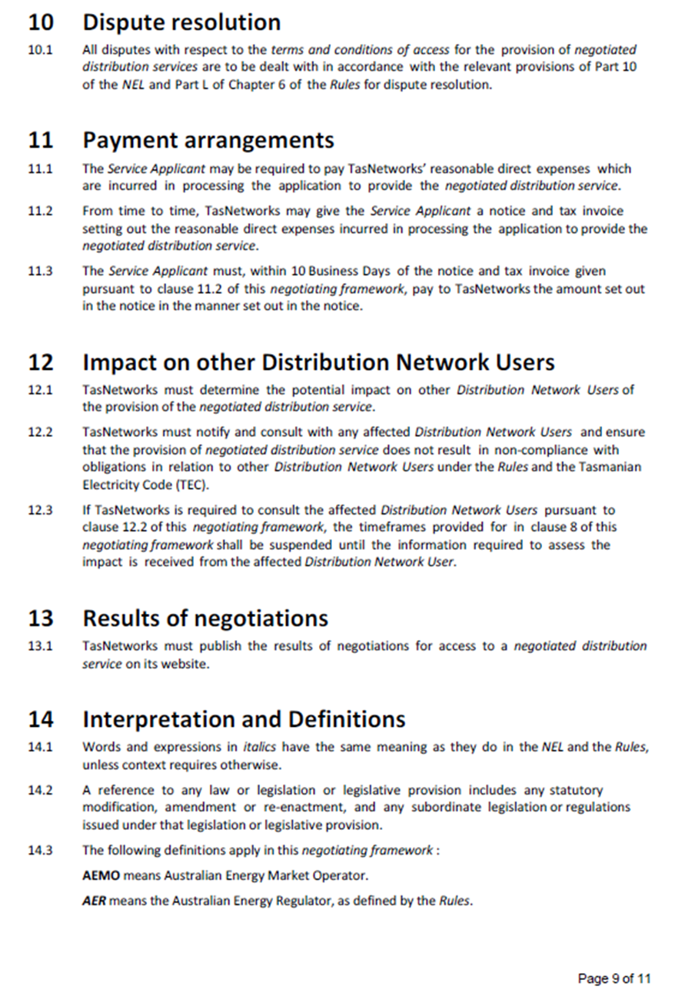 10 Dispute resolution
10.1 All disputes with respect to the terms and conditions of access for the provision of negotiated
distribution services are to be dealt with in accordance with the relevant provisions of Part 10
of the NEL and Part L of Chapter 6 of the Rules for dispute resolution.
11 Payment arrangements
11.1 The Service Applicant may be required to pay TasNetworks’ reasonable direct expenses which
are incurred in processing the application to provide the negotiated distribution service.
11.2 From time to time, TasNetworks may give the Service Applicant a notice and tax invoice
setting out the reasonable direct expenses incurred in processing the application to provide the
negotiated distribution service.
11.3 The Service Applicant must, within 10 Business Days of the notice and tax invoice given
pursuant to clause 11.2 of this negotiating framework, pay to TasNetworks the amount set out
in the notice in the manner set out in the notice.
12 Impact on other Distribution Network Users
12.1 TasNetworks must determine the potential impact on other Distribution Network Users of
the provision of the negotiated distribution service.
12.2 TasNetworks must notify and consult with any affected Distribution Network Users and ensure
that the provision of negotiated distribution service does not result in non-compliance with
obligations in relation to other Distribution Network Users under the Rules and the Tasmanian
Electricity Code (TEC).
12.3 If TasNetworks is required to consult the affected Distribution Network Users pursuant to
clause 12.2 of this negotiating framework, the timeframes provided for in clause 8 of this
negotiating framework shall be suspended until the information required to assess the
impact is received from the affected Distribution Network User.
13 Results of negotiations
13.1 TasNetworks must publish the results of negotiations for access to a negotiated distribution
service on its website.
14 Interpretation and Definitions
14.1 Words and expressions in italics have the same meaning as they do in the NEL and the Rules,
unless context requires otherwise.
14.2 A reference to any law or legislation or legislative provision includes any statutory
modification, amendment or re-enactment, and any subordinate legislation or regulations
issued under that legislation or legislative provision.
14.3 The following definitions apply in this negotiating framework :
AEMO means Australian Energy Market Operator.
AER means the Australian Energy Regulator, as defined by the Rules.
Page 9 of 11